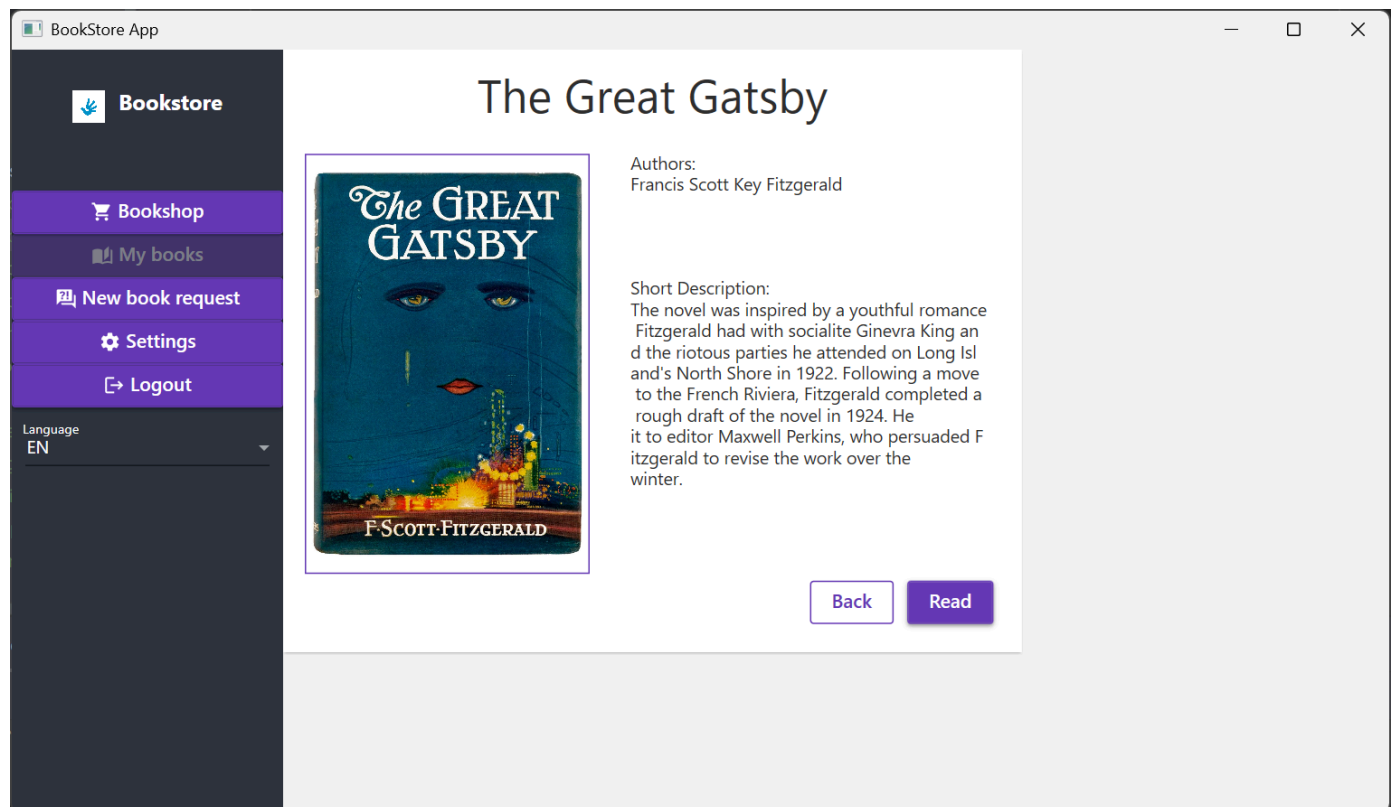 BookStore App
Bookstore
Bookshop
My books
New book request
Settings
Logout
Language
EN
The Great Gatsby
The GREAT
GATSBY
F·SCOTT·FITZGERALD
Authors:
Francis Scott Key Fitzgerald
Short Description:
The novel was inspired by a youthful romance
Fitzgerald had with socialite Ginevra King an
d the riotous parties he attended on Long Isl
and's North Shore in 1922. Following a move
to the French Riviera, Fitzgerald completed a
rough draft of the novel in 1924. He
it to editor Maxwell Perkins, who persuaded F
itzgerald to revise the work over the
winter.
Back
Read